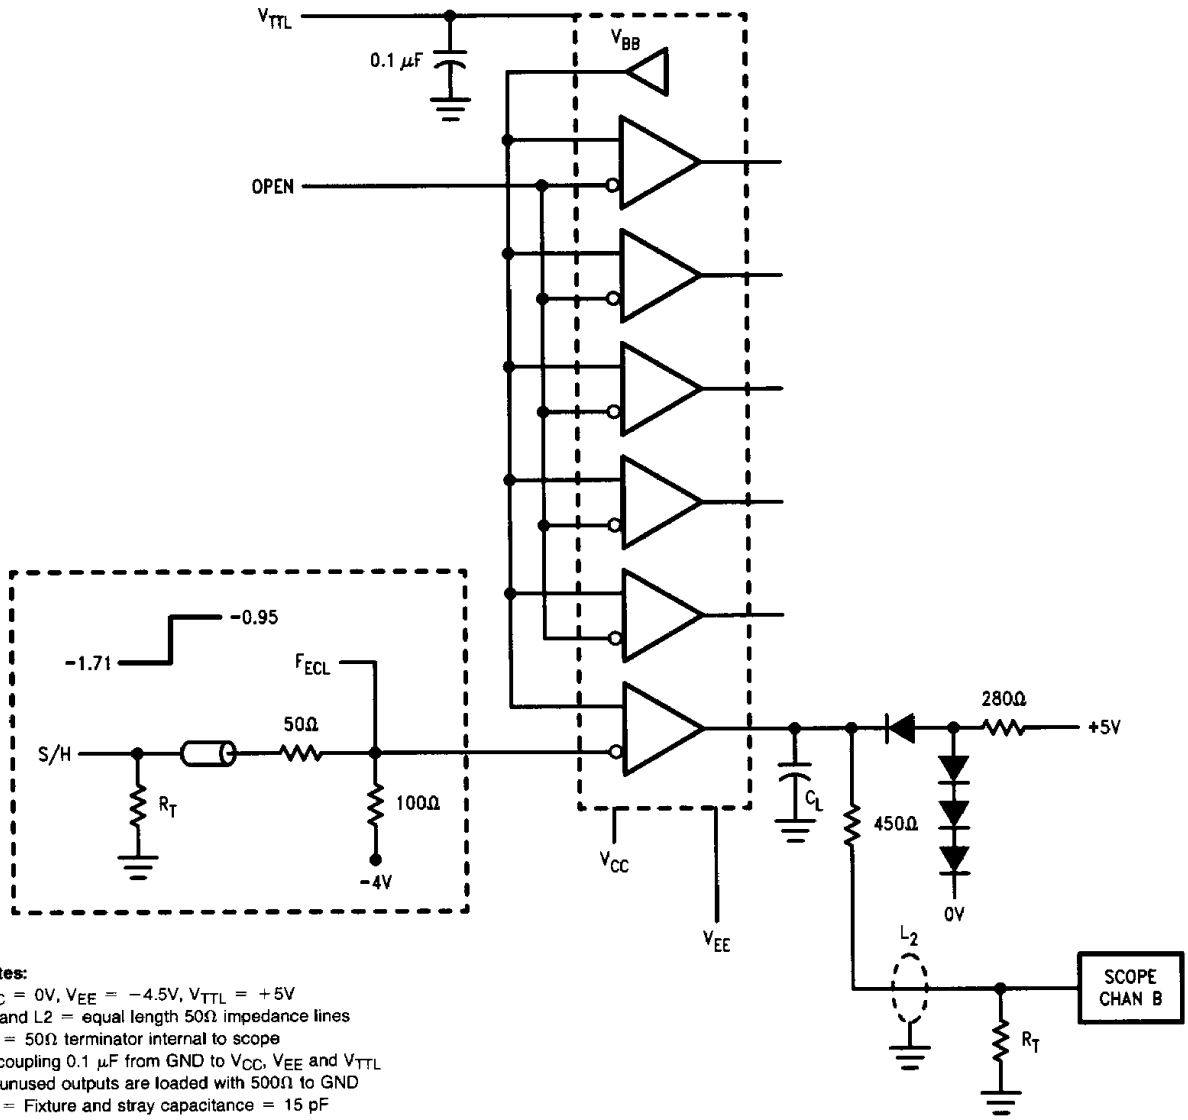 V_TTL
0.1 μF
V_BB
OPEN
-0.95
-1.71
F_ECL
50Ω
S/H
R_T
100Ω
-4V
280Ω
+5V
C_L
450Ω
0V
V_CC
V_EE
L_2
SCOPE
CHAN B
R_T
tes:
C = 0V, V_EE = -4.5V, V_TTL = +5V
and L2 = equal length 50Ω impedance lines
= 50Ω terminator internal to scope
coupling 0.1 μF from GND to V_CC, V_EE and V_TTL
unused outputs are loaded with 500Ω to GND
= Fixture and stray capacitance = 15 pF